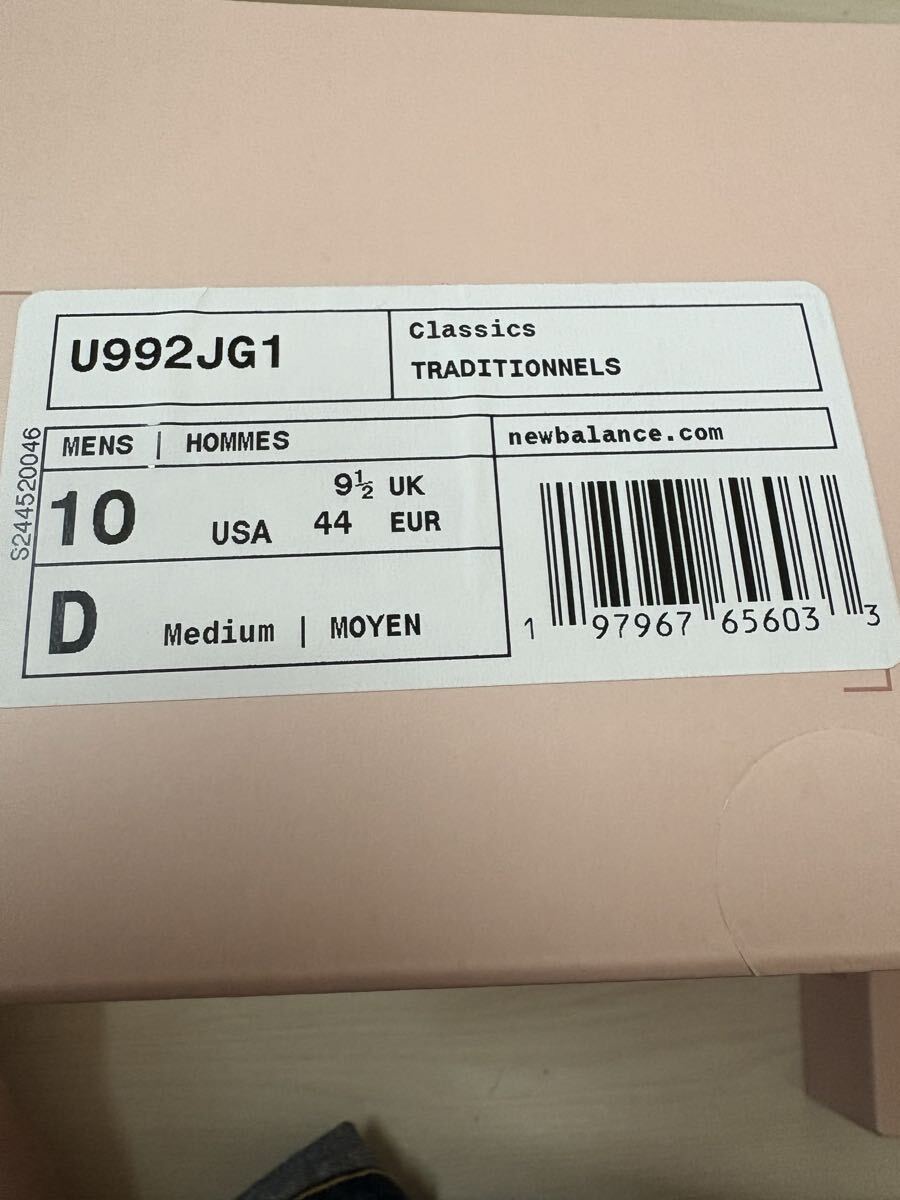 U992JG1
Classics
TRADITIONNELS
MENS | HOMMES
newbalance.com
10 USA
9½ UK
44 EUR
D Medium | MOYEN
1 97967 65603 3
S244520046